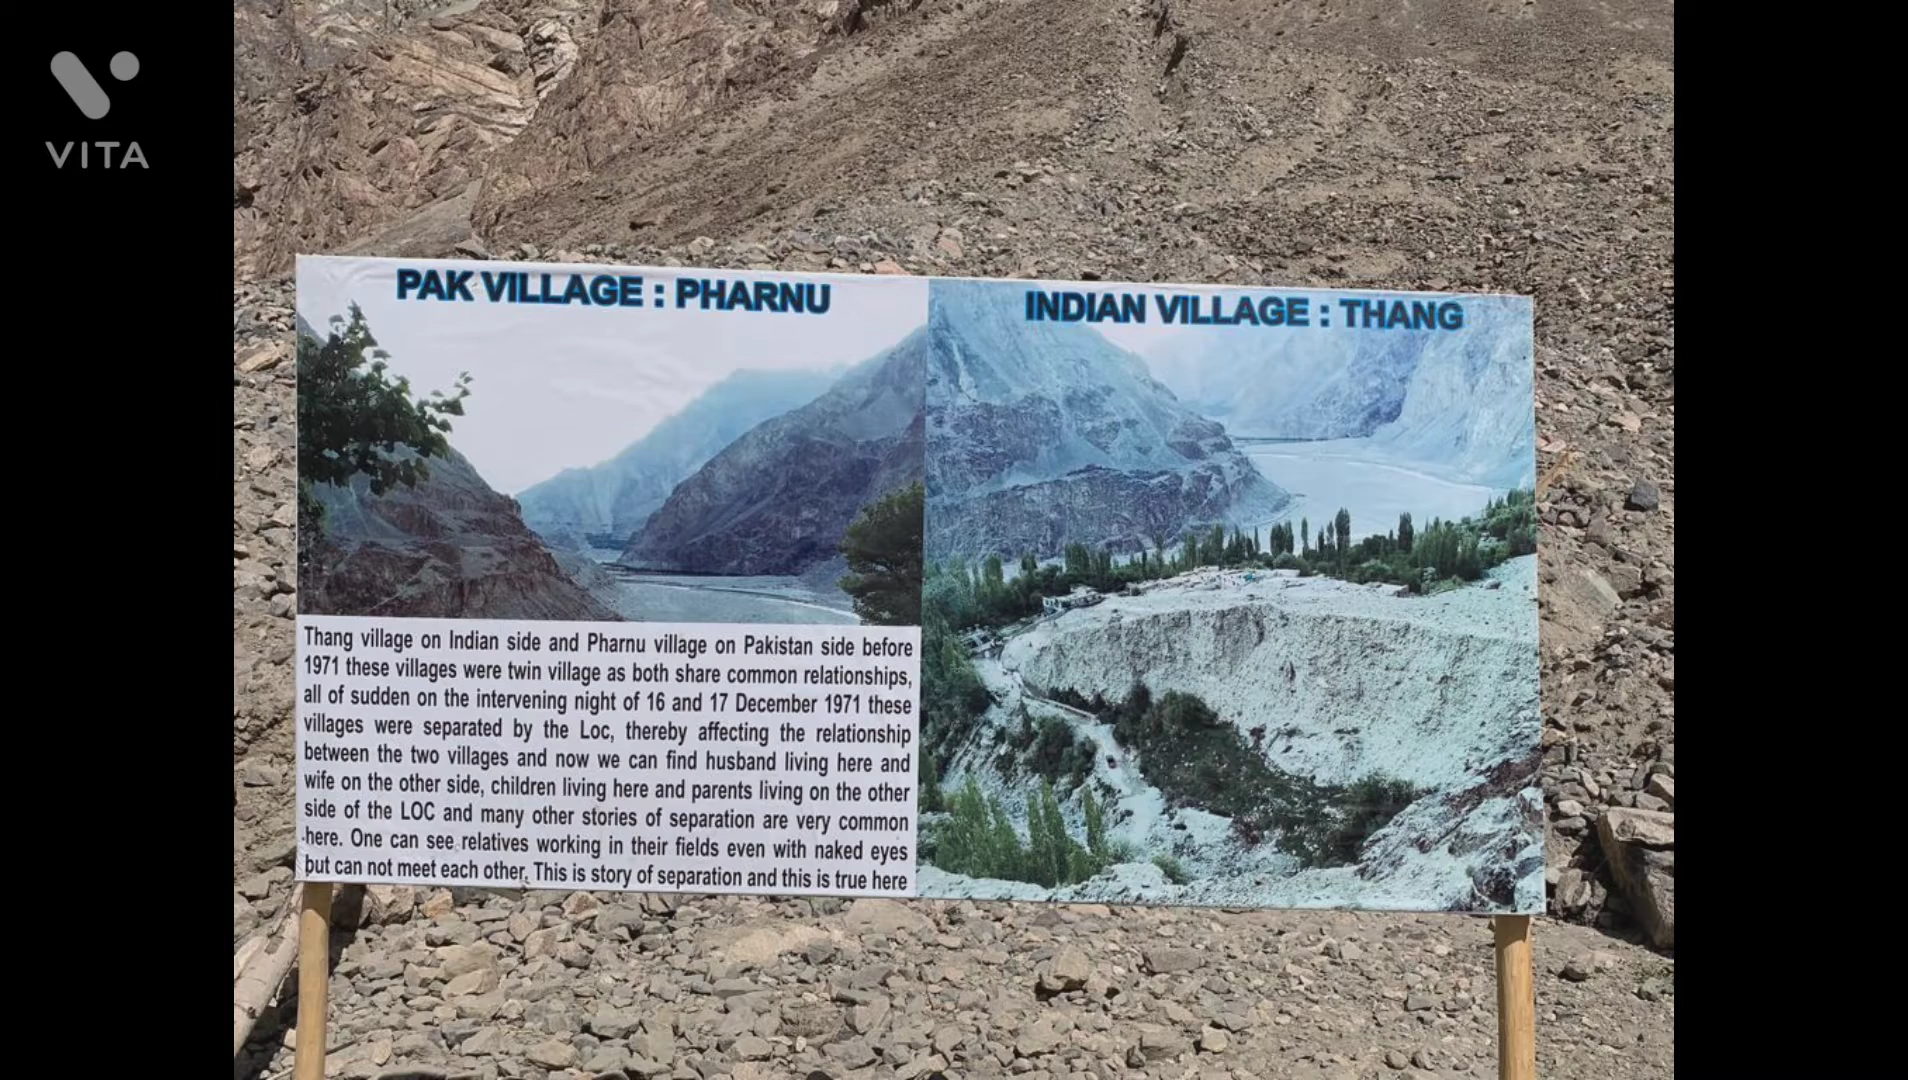 VITA
PAK VILLAGE : PHARNU
INDIAN VILLAGE : THANG
Thang village on Indian side and Pharnu village on Pakistan side before
1971 these villages were twin village as both share common relationships,
all of sudden on the intervening night of 16 and 17 December 1971 these
villages were separated by the Loc, thereby affecting the relationship
between the two villages and now we can find husband living here and
wife on the other side, children living here and parents living on the other
side of the LOC and many other stories of separation are very common
here. One can see relatives working in their fields even with naked eyes
but can not meet each other. This is story of separation and this is true here